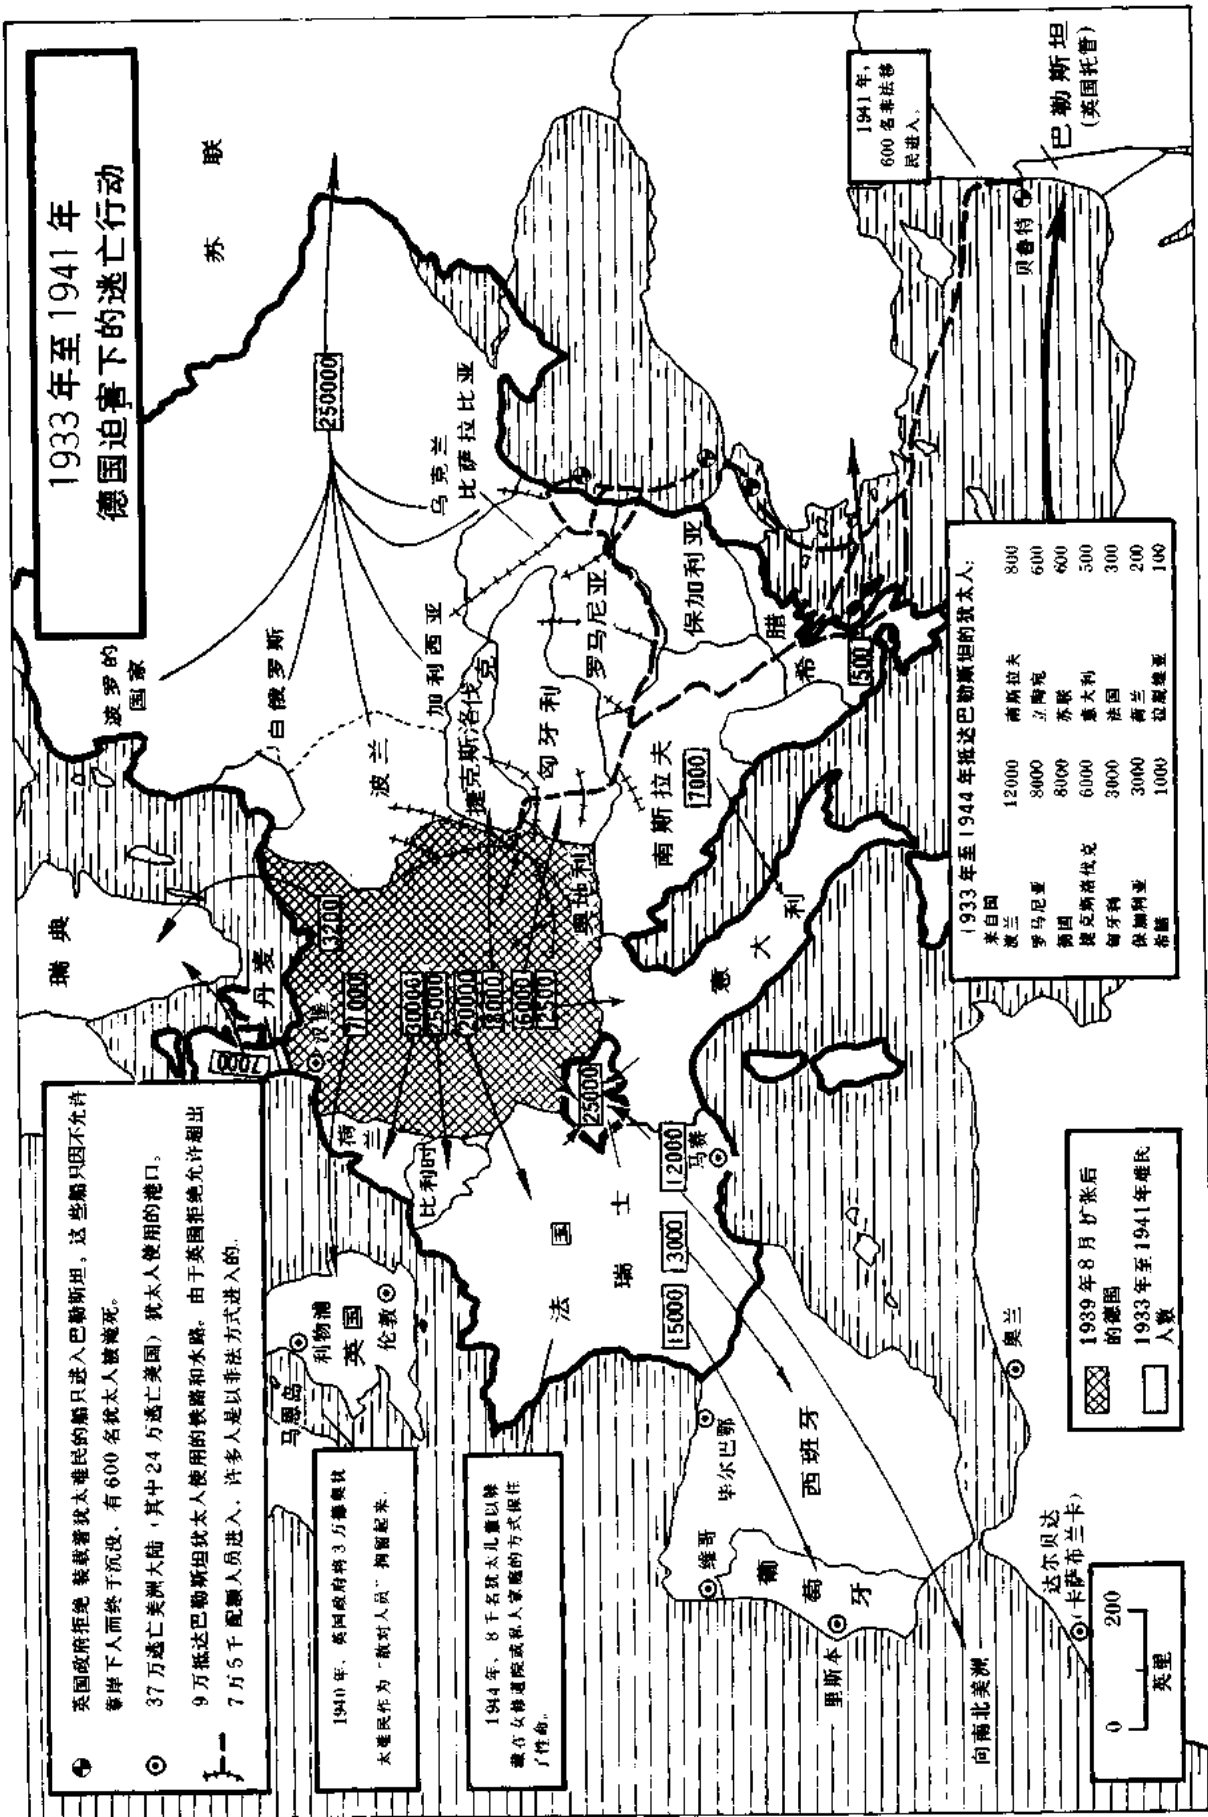 1933年至1941年
德国迫害下的逃亡行动
英国政府拒绝装载着犹太难民的船只进入巴勒斯坦。这些船只因不允许
靠岸下人而终于沉没,有600名犹太人被淹死。
37万逃亡美洲大陆(其中24万逃亡美国)犹太人使用的港口。
9万抵达巴勒斯坦犹太人使用的铁路和水路。由于英国拒绝允许超出
7万5千配额人员进入,许多人是以非法方式进入的。
1940年,英国政府将3万德奥犹
太难民作为“敌对人员”拘留起来。
1944年,8千名犹太儿童以躲
藏在女修道院或私人家庭的方式保住
了性命。
1941年,
600名非法移
民进入。
巴勒斯坦
(英国托管)
贝鲁特
苏联
250000
乌克兰
比萨拉比亚
波罗的
国家
白俄罗斯
加利西亚
波兰
捷克斯洛伐克
匈牙利
罗马尼亚
保加利亚
希腊
500
南斯拉夫
7000
奥地利
意大利
瑞典
丹麦
汉堡
7000
3200
71000
30000
25000
20000
8000
6000
25000
荷兰
比利时
法国
瑞士
12000
3000
15000
马赛
马恩岛
利物浦
英国
伦敦
毕尔巴鄂
维哥
西班牙
葡萄牙
里斯本
奥兰
达尔贝达
(卡萨布兰卡)
向南北美洲
1933年至1944年抵达巴勒斯坦的犹太人:
来自国
波兰 12000 南斯拉夫 800
罗马尼亚 8000 立陶宛 600
德国 8000 苏联 600
捷克斯洛伐克 6000 意大利 500
匈牙利 3000 法国 300
保加利亚 3000 荷兰 200
希腊 1000 拉脱维亚 100
1939年8月扩张后
的德国
1933年至1941年难民
人数
0 200
英里